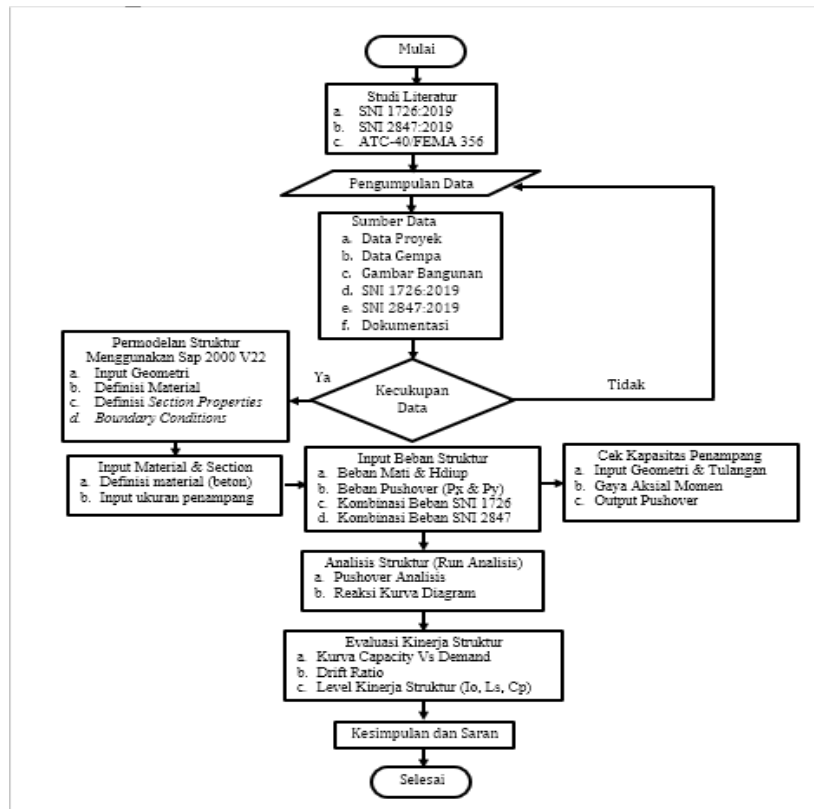 Mulai
Studi Literatur
a. SNI 1726:2019
b. SNI 2847:2019
c. ATC-40/FEMA 356
Pengumpulan Data
Sumber Data
a. Data Proyek
b. Data Gempa
c. Gambar Bangunan
d. SNI 1726:2019
e. SNI 2847:2019
f. Dokumentasi
Kecukupan
Data
Ya
Tidak
Permodelan Struktur
Menggunakan Sap 2000 V22
a. Input Geometri
b. Definisi Material
c. Definisi Section Properties
d. Boundary Conditions
Input Material & Section
a. Definisi material (beton)
b. Input ukuran penampang
Input Beban Struktur
a. Beban Mati & Hdiup
b. Beban Pushover (Px & Py)
c. Kombinasi Beban SNI 1726
d. Kombinasi Beban SNI 2847
Cek Kapasitas Penampang
a. Input Geometri & Tulangan
b. Gaya Aksial Momen
c. Output Pushover
Analisis Struktur (Run Analisis)
a. Pushover Analisis
b. Reaksi Kurva Diagram
Evaluasi Kinerja Struktur
a. Kurva Capacity Vs Demand
b. Drift Ratio
c. Level Kinerja Struktur (Io, Ls, Cp)
Kesimpulan dan Saran
Selesai